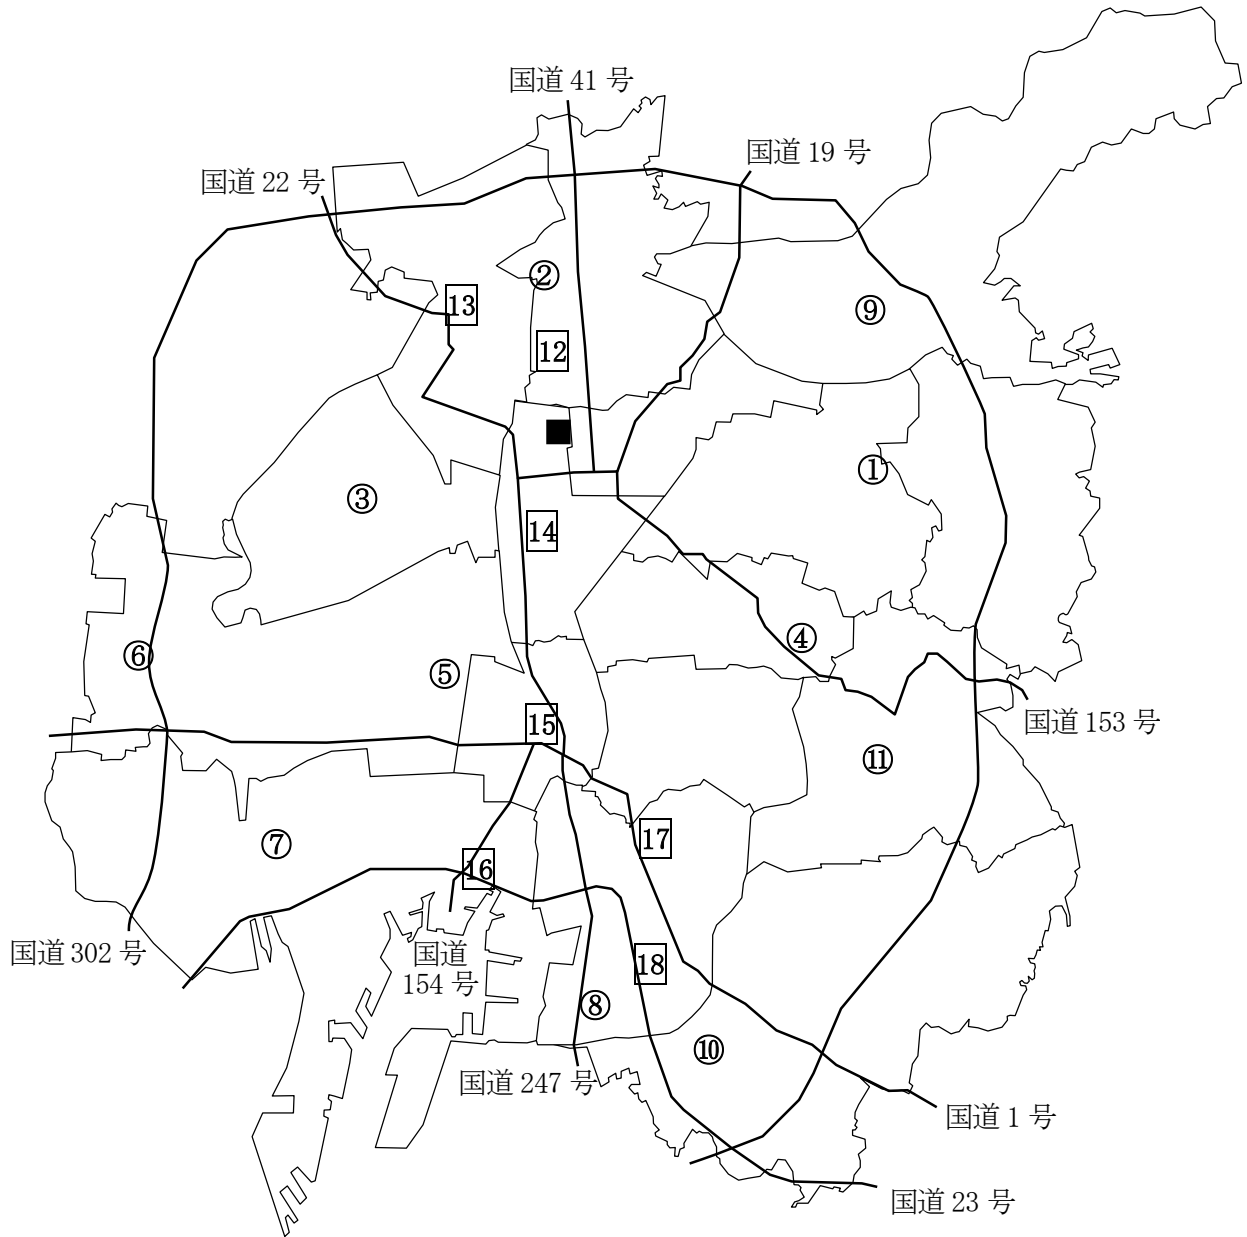 国道 41 号
国道 19 号
国道 22 号
②
13
⑨
12
①
③
14
④
⑥
⑤
15
国道 153 号
⑪
17
⑦
16
国道 302 号
国道
154 号
18
⑧
⑩
国道 247 号
国道 1 号
国道 23 号